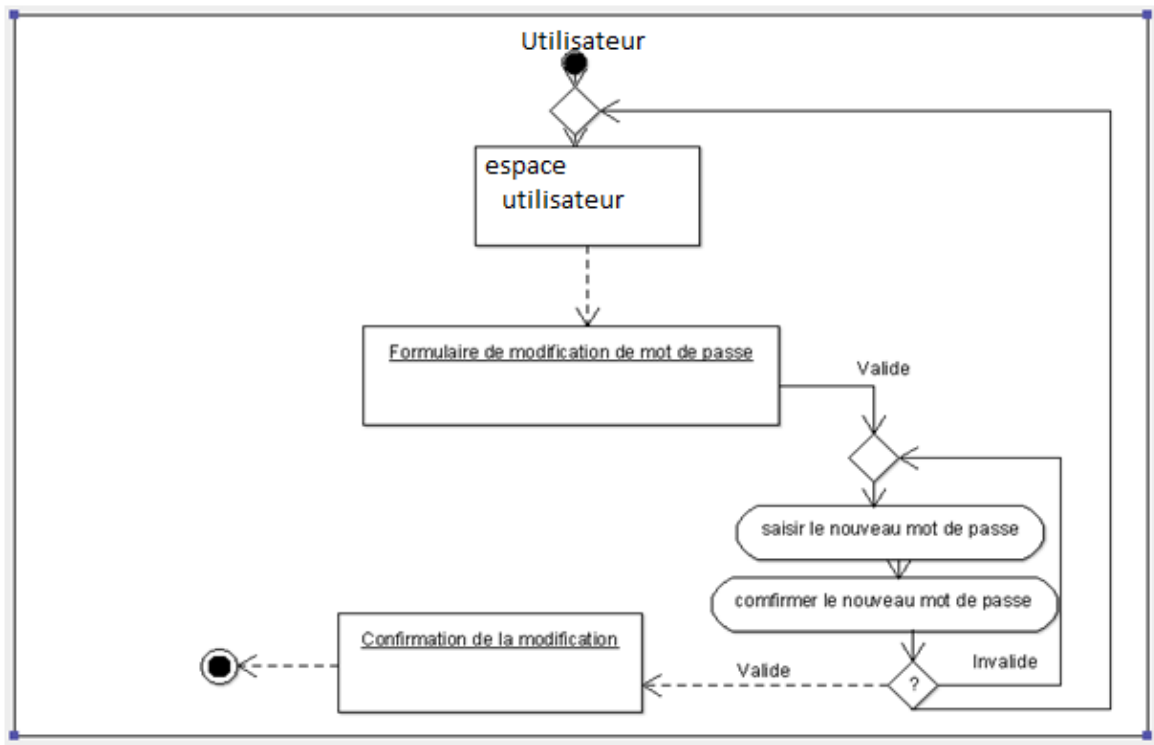 Utilisateur
espace
utilisateur
Formulaire de modification de mot de passe
Valide
saisir le nouveau mot de passe
comfirmer le nouveau mot de passe
Confirmation de la modification
Valide
?
Invalide